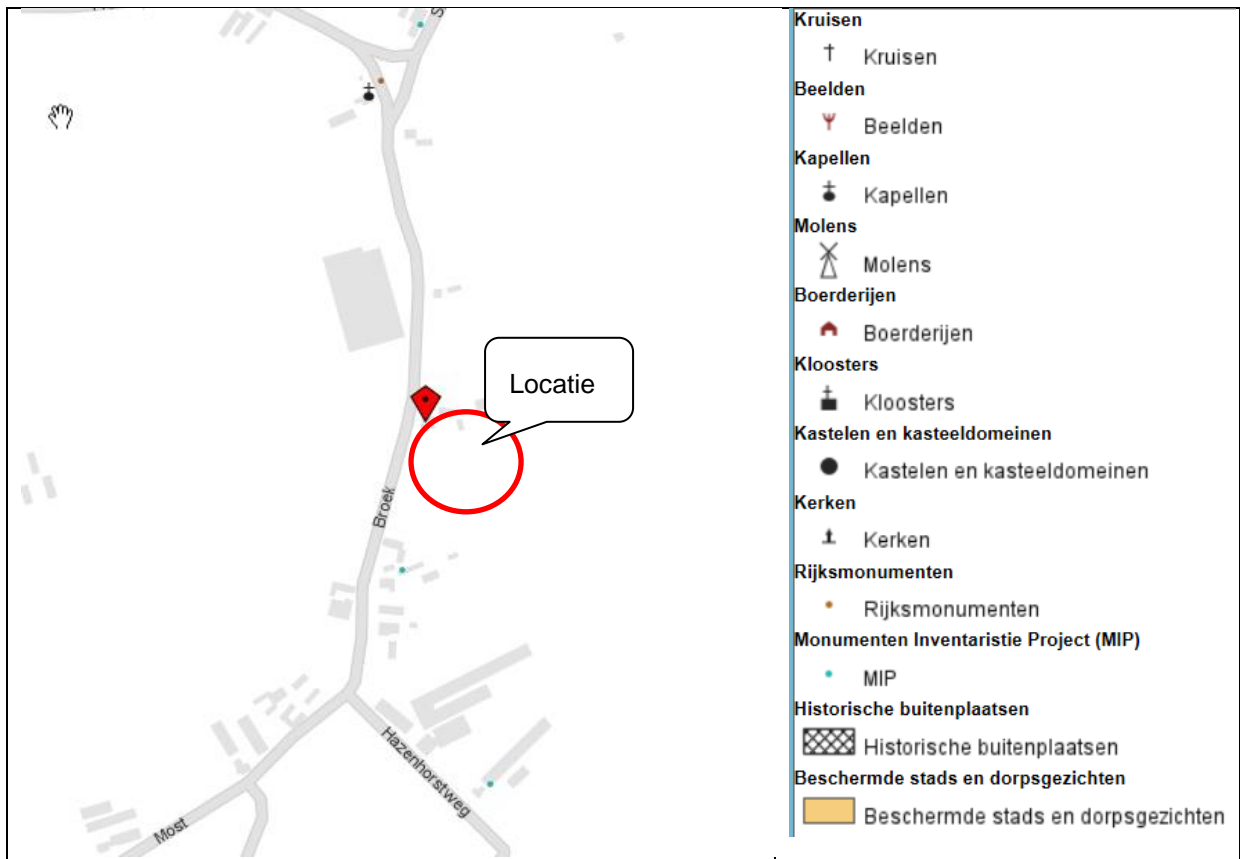 S
Locatie
Broek
Hazenhorstweg
Most
Kruisen
Kruisen
Beelden
Beelden
Kapellen
Kapellen
Molens
Molens
Boerderijen
Boerderijen
Kloosters
Kloosters
Kastelen en kasteeldomeinen
Kastelen en kasteeldomeinen
Kerken
Kerken
Rijksmonumenten
Rijksmonumenten
Monumenten Inventaristie Project (MIP)
MIP
Historische buitenplaatsen
Historische buitenplaatsen
Beschermde stads en dorpsgezichten
Beschermde stads en dorpsgezichten